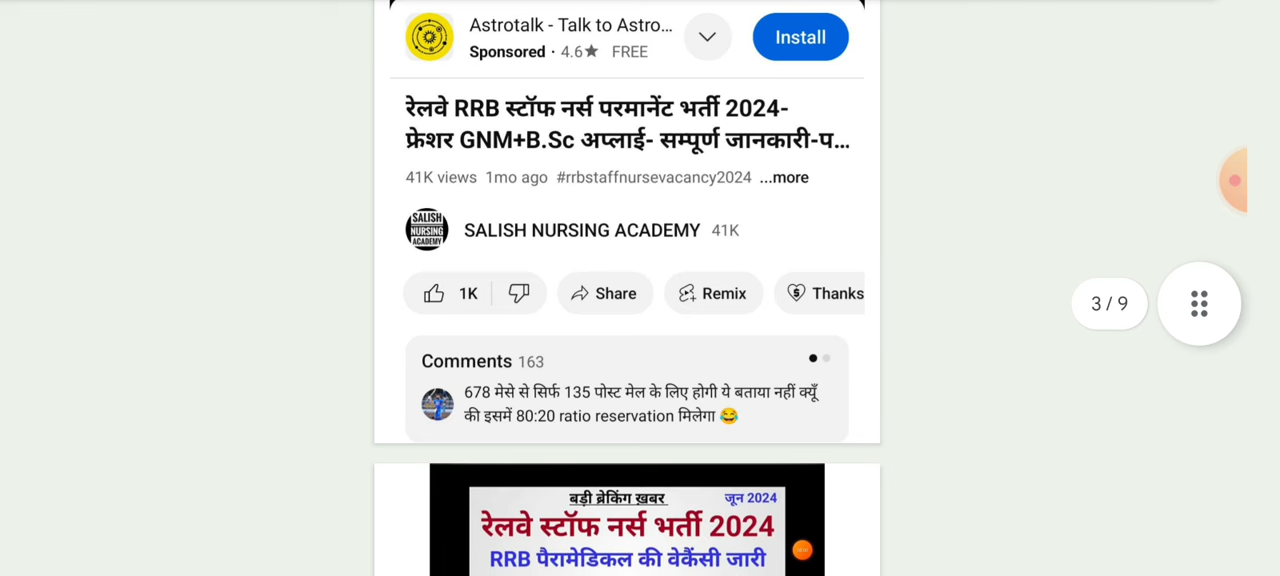 Astrotalk - Talk to Astro...
Install
Sponsored · 4.6★ FREE
रेलवे RRB स्टॉफ नर्स परमानेंट भर्ती 2024-
फ्रेशर GNM+B.Sc अप्लाई- सम्पूर्ण जानकारी-प...
41K views 1mo ago #rrbstaffnursevacancy2024 ...more
SALISH
NURSING
ACADEMY
SALISH NURSING ACADEMY 41K
1K Share Remix Thanks
3 / 9
Comments 163
678 मेसे से सिर्फ 135 पोस्ट मेल के लिए होगी ये बताया नहीं क्यूँ
की इसमें 80:20 ratio reservation मिलेगा 😂
बड़ी ब्रेकिंग ख़बर जून 2024
रेलवे स्टॉफ नर्स भर्ती 2024
RRB पैरामेडिकल की वेकैंसी जारी